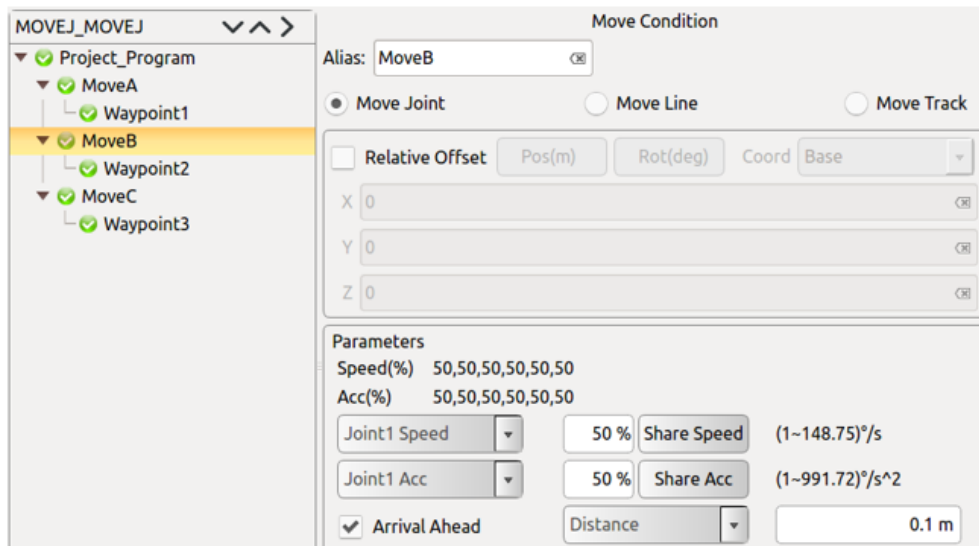 MOVEJ_MOVEJ
Project_Program
MoveA
Waypoint1
MoveB
Waypoint2
MoveC
Waypoint3
Move Condition
Alias: MoveB
Move Joint Move Line Move Track
Relative Offset Pos(m) Rot(deg) Coord Base
X 0
Y 0
Z 0
Parameters
Speed(%) 50,50,50,50,50,50
Acc(%) 50,50,50,50,50,50
Joint1 Speed 50 % Share Speed (1~148.75)°/s
Joint1 Acc 50 % Share Acc (1~991.72)°/s^2
Arrival Ahead Distance 0.1 m